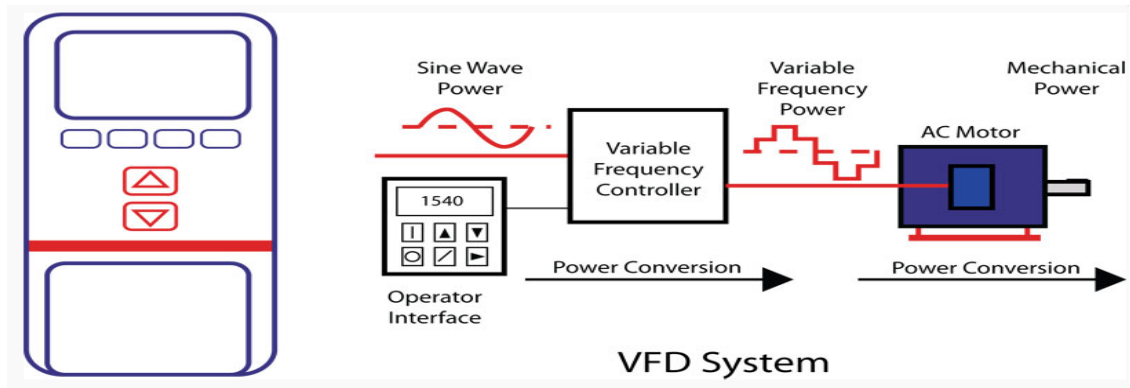 Sine Wave
Power
Variable
Frequency
Power
Mechanical
Power
AC Motor
Variable
Frequency
Controller
1540
Operator
Interface
Power Conversion
Power Conversion
VFD System